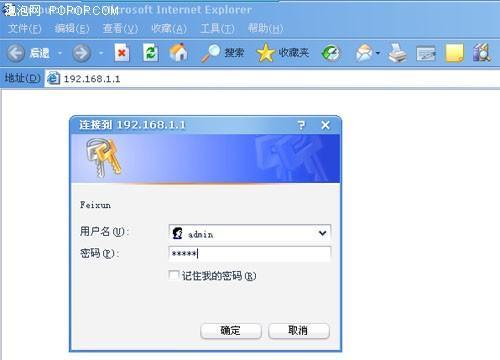 泡泡网 POPOP.COM
crosoft Internet Explorer
文件(F) 编辑(E) 查看(V) 收藏(A) 工具(T) 帮助(H)
后退 搜索 收藏夹
地址(D) 192.168.1.1
连接到 192.168.1.1
Feixun
用户名(U): admin
密码(P): *****
记住我的密码(R)
确定 取消